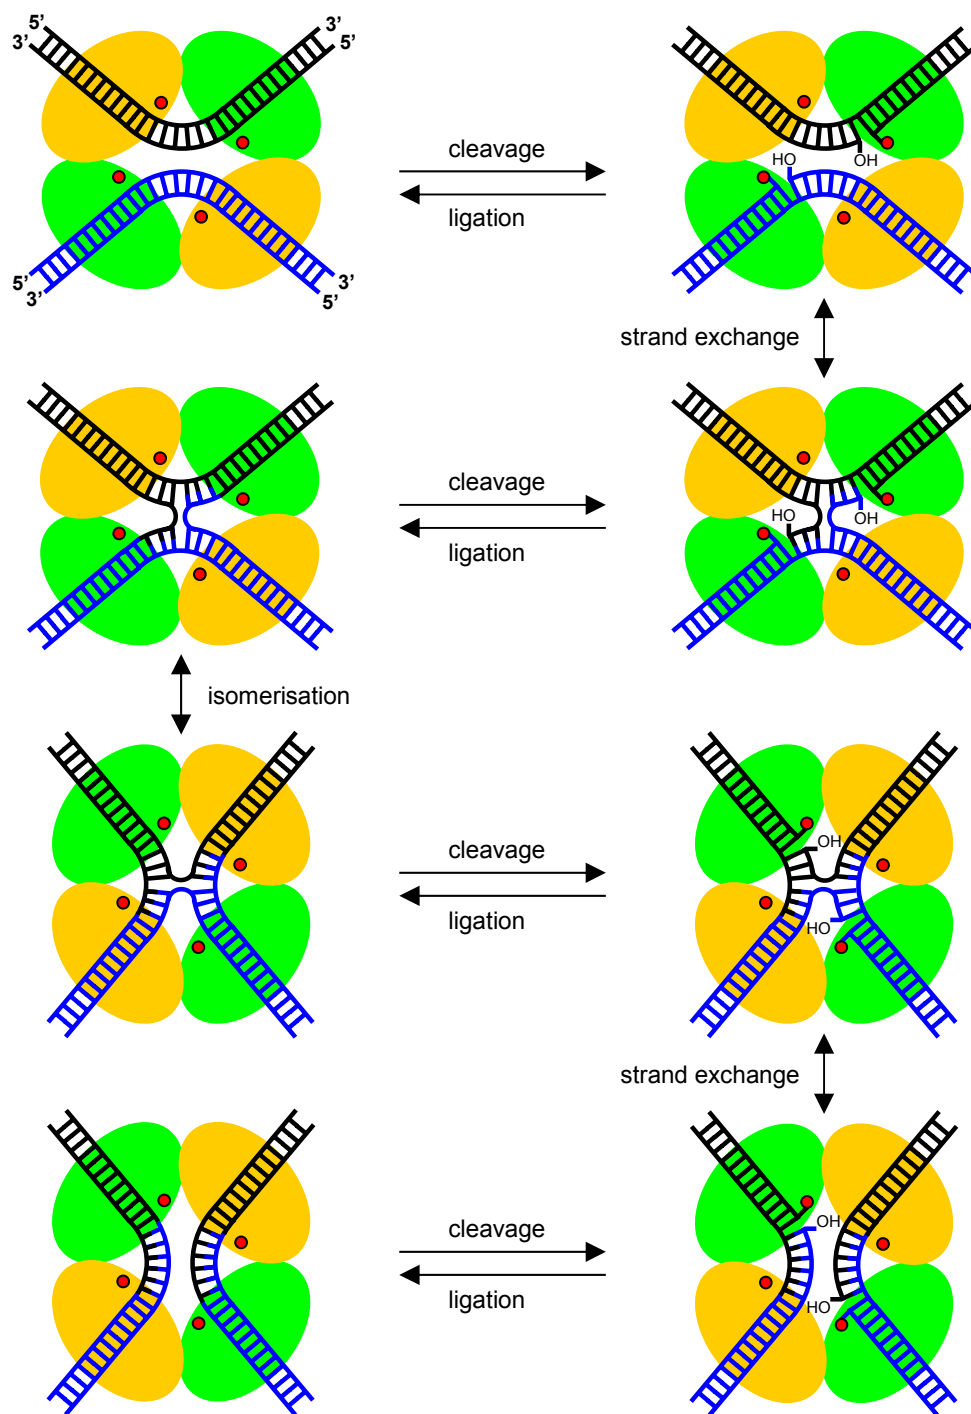 5’ 3’
3’ 5’
cleavage
HO OH
ligation
5’ 3’
3’ 5’
strand exchange
cleavage
HO OH
ligation
isomerisation
cleavage
OH
ligation
HO
strand exchange
cleavage
OH
ligation
HO